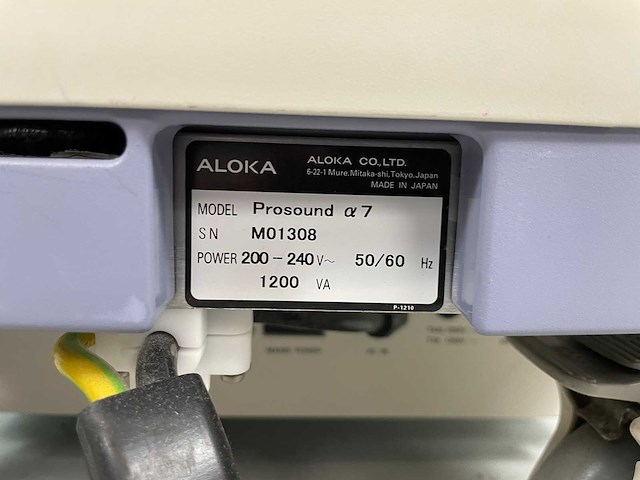 ALOKA
ALOKA CO.,LTD.
6-22-1 Mure.Mitaka-shi,Tokyo.Japan
MADE IN JAPAN
MODEL Prosound α7
SN M01308
POWER 200-240 V~ 50/60 Hz
1200 VA
P-1210